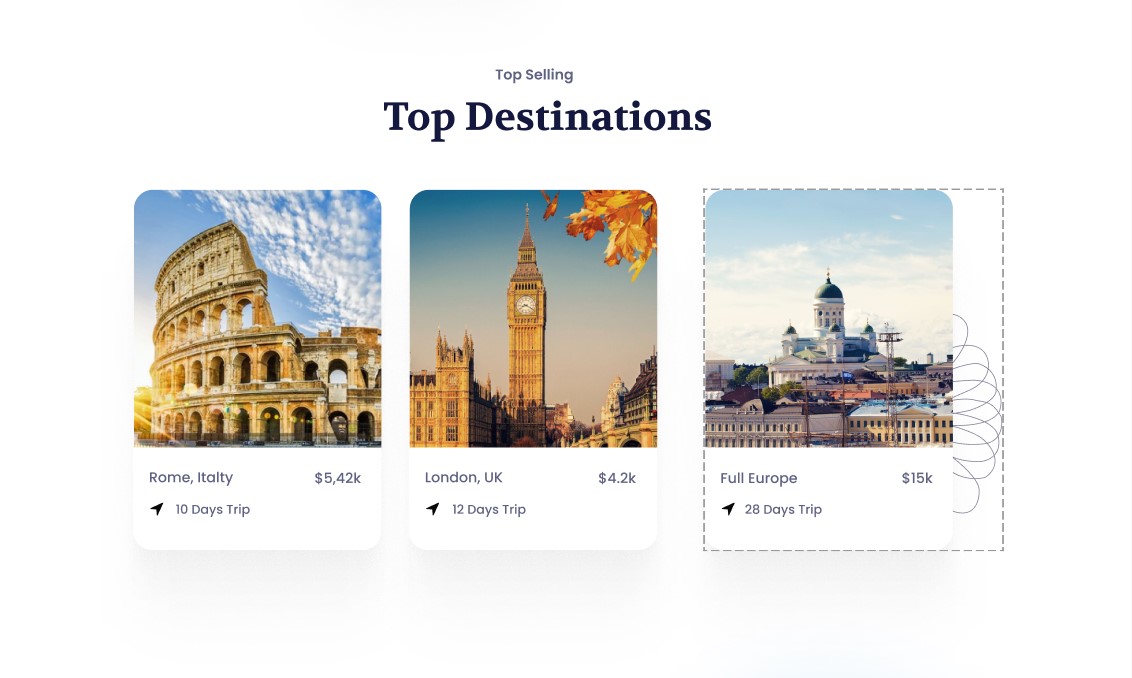 Top Selling
Top Destinations
Rome, Italty
$5,42k
10 Days Trip
London, UK
$4.2k
12 Days Trip
Full Europe
$15k
28 Days Trip